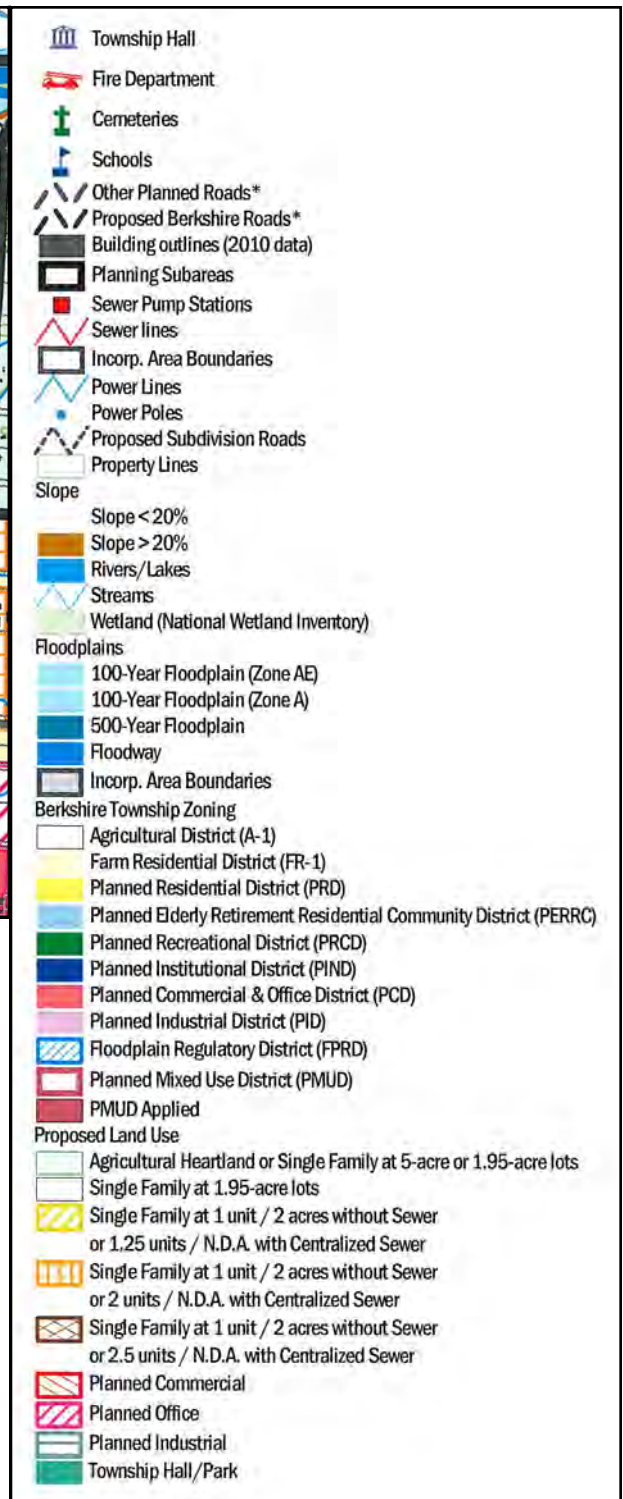 Township Hall
Fire Department
Cemeteries
Schools
Other Planned Roads*
Proposed Berkshire Roads*
Building outlines (2010 data)
Planning Subareas
Sewer Pump Stations
Sewer lines
Incorp. Area Boundaries
Power Lines
Power Poles
Proposed Subdivision Roads
Property Lines
Slope
Slope < 20%
Slope > 20%
Rivers/Lakes
Streams
Wetland (National Wetland Inventory)
Floodplains
100-Year Floodplain (Zone AE)
100-Year Floodplain (Zone A)
500-Year Floodplain
Floodway
Incorp. Area Boundaries
Berkshire Township Zoning
Agricultural District (A-1)
Farm Residential District (FR-1)
Planned Residential District (PRD)
Planned Elderly Retirement Residential Community District (PERRC)
Planned Recreational District (PRCD)
Planned Institutional District (PIND)
Planned Commercial & Office District (PCD)
Planned Industrial District (PID)
Floodplain Regulatory District (FPRD)
Planned Mixed Use District (PMUD)
PMUD Applied
Proposed Land Use
Agricultural Heartland or Single Family at 5-acre or 1.95-acre lots
Single Family at 1.95-acre lots
Single Family at 1 unit / 2 acres without Sewer
or 1.25 units / N.D.A. with Centralized Sewer
Single Family at 1 unit / 2 acres without Sewer
or 2 units / N.D.A. with Centralized Sewer
Single Family at 1 unit / 2 acres without Sewer
or 2.5 units / N.D.A. with Centralized Sewer
Planned Commercial
Planned Office
Planned Industrial
Township Hall/Park